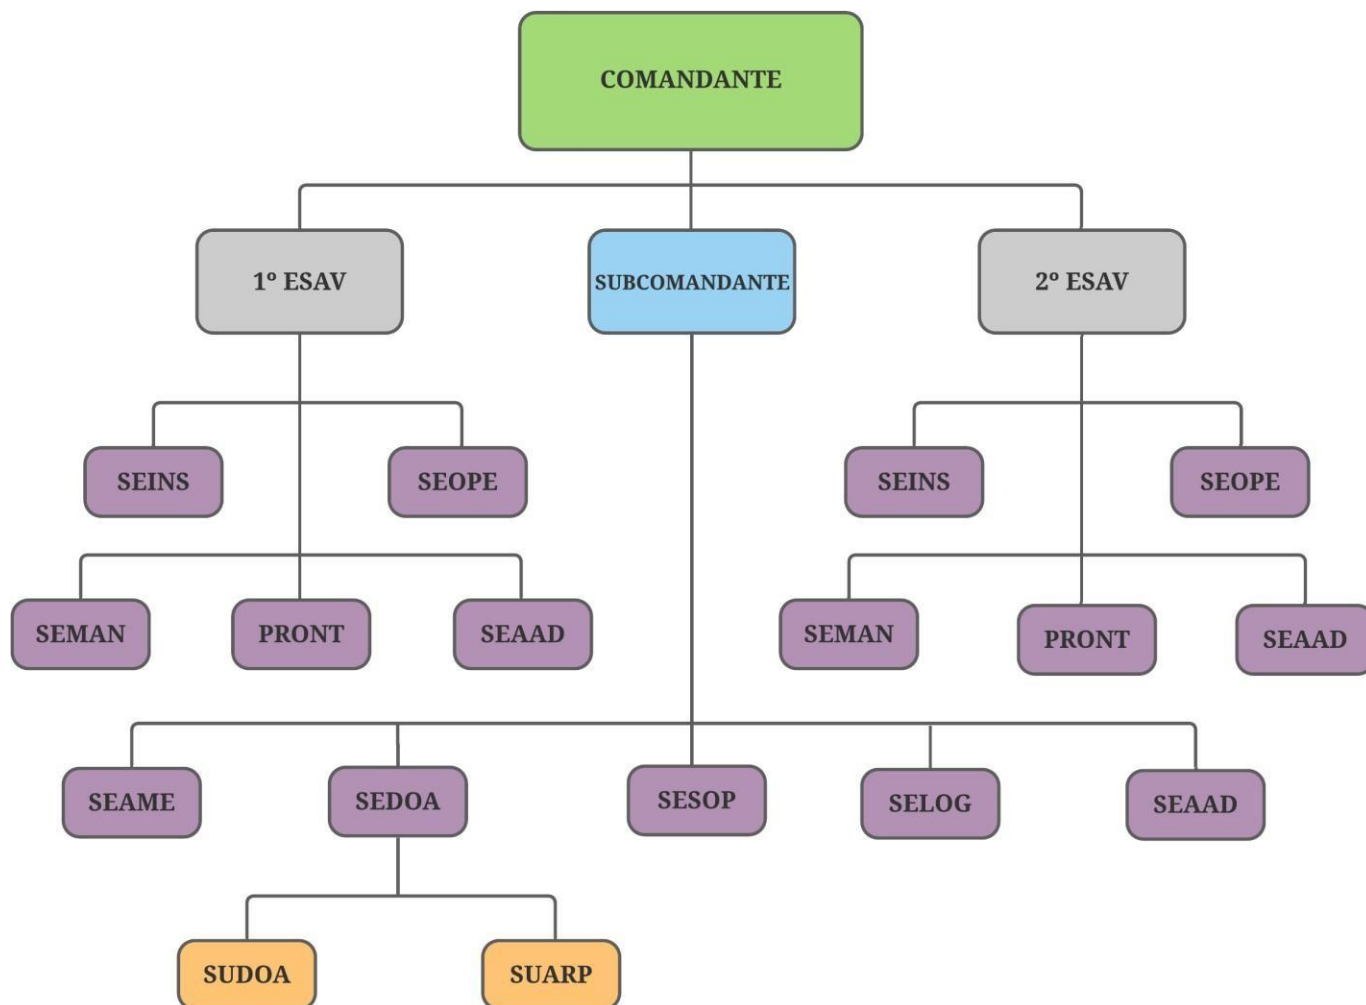 COMANDANTE
1º ESAV
SUBCOMANDANTE
2º ESAV
SEINS
SEOPE
SEINS
SEOPE
SEMAN
PRONT
SEAAD
SEMAN
PRONT
SEAAD
SEAME
SEDOA
SESOP
SELOG
SEAAD
SUDOA
SUARP